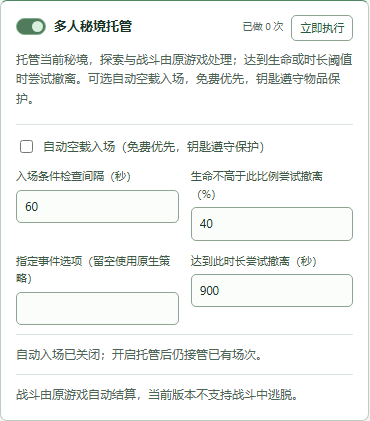 多人秘境托管
已做 0 次
立即执行
托管当前秘境，探索与战斗由原游戏处理；达到生命或时长阈值
时尝试撤离。可选自动空载入场，免费优先，钥匙遵守物品保
护。
自动空载入场（免费优先，钥匙遵守保护）
入场条件检查间隔（秒）
60
生命不高于此比例尝试撤离
（%）
40
指定事件选项（留空使用原生策
略）
达到此时长尝试撤离（秒）
900
自动入场已关闭；开启托管后仍接管已有场次。
战斗由原游戏自动结算，当前版本不支持战斗中逃脱。